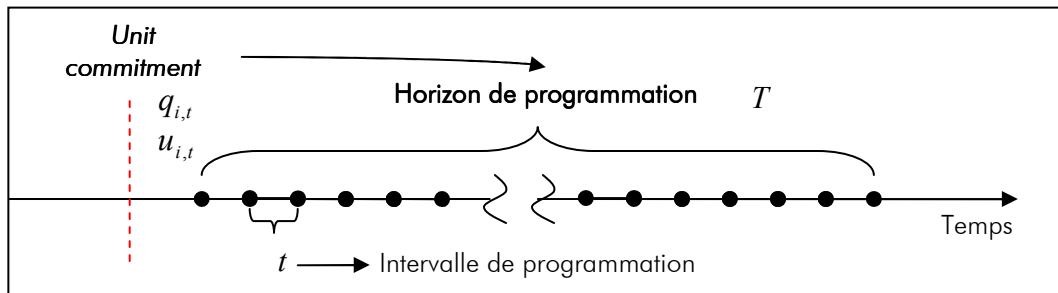 Unit
commitment
q_{i,t}
u_{i,t}
Horizon de programmation T
Temps
t → Intervalle de programmation